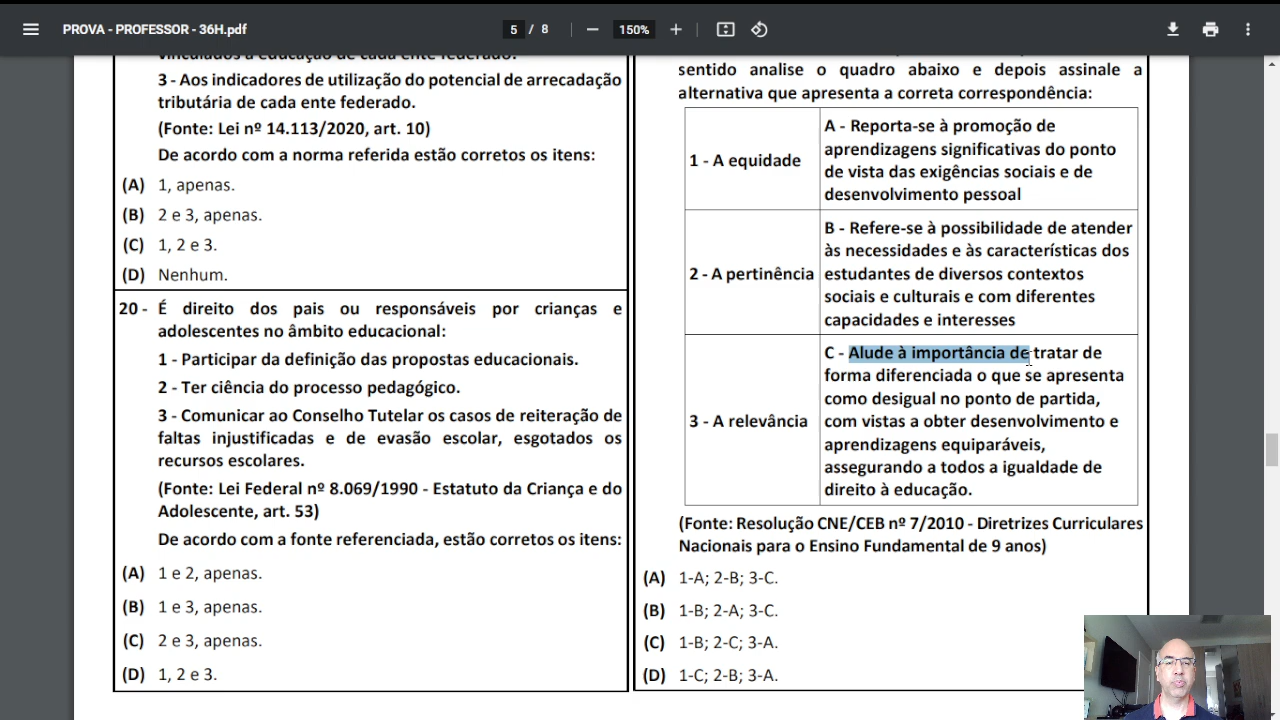 PROVA - PROFESSOR - 36H.pdf
5 / 8
150%
vinculados à educação de cada ente federado.
3 - Aos indicadores de utilização do potencial de arrecadação
tributária de cada ente federado.
(Fonte: Lei nº 14.113/2020, art. 10)
De acordo com a norma referida estão corretos os itens:
(A) 1, apenas.
(B) 2 e 3, apenas.
(C) 1, 2 e 3.
(D) Nenhum.
20 - É direito dos pais ou responsáveis por crianças e
adolescentes no âmbito educacional:
1 - Participar da definição das propostas educacionais.
2 - Ter ciência do processo pedagógico.
3 - Comunicar ao Conselho Tutelar os casos de reiteração de
faltas injustificadas e de evasão escolar, esgotados os
recursos escolares.
(Fonte: Lei Federal nº 8.069/1990 - Estatuto da Criança e do
Adolescente, art. 53)
De acordo com a fonte referenciada, estão corretos os itens:
(A) 1 e 2, apenas.
(B) 1 e 3, apenas.
(C) 2 e 3, apenas.
(D) 1, 2 e 3.
sentido analise o quadro abaixo e depois assinale a
alternativa que apresenta a correta correspondência:
1 - A equidade
A - Reporta-se à promoção de
aprendizagens significativas do ponto
de vista das exigências sociais e de
desenvolvimento pessoal
2 - A pertinência
B - Refere-se à possibilidade de atender
às necessidades e às características dos
estudantes de diversos contextos
sociais e culturais e com diferentes
capacidades e interesses
3 - A relevância
C - Alude à importância de tratar de
forma diferenciada o que se apresenta
como desigual no ponto de partida,
com vistas a obter desenvolvimento e
aprendizagens equiparáveis,
assegurando a todos a igualdade de
direito à educação.
(Fonte: Resolução CNE/CEB nº 7/2010 - Diretrizes Curriculares
Nacionais para o Ensino Fundamental de 9 anos)
(A) 1-A; 2-B; 3-C.
(B) 1-B; 2-A; 3-C.
(C) 1-B; 2-C; 3-A.
(D) 1-C; 2-B; 3-A.